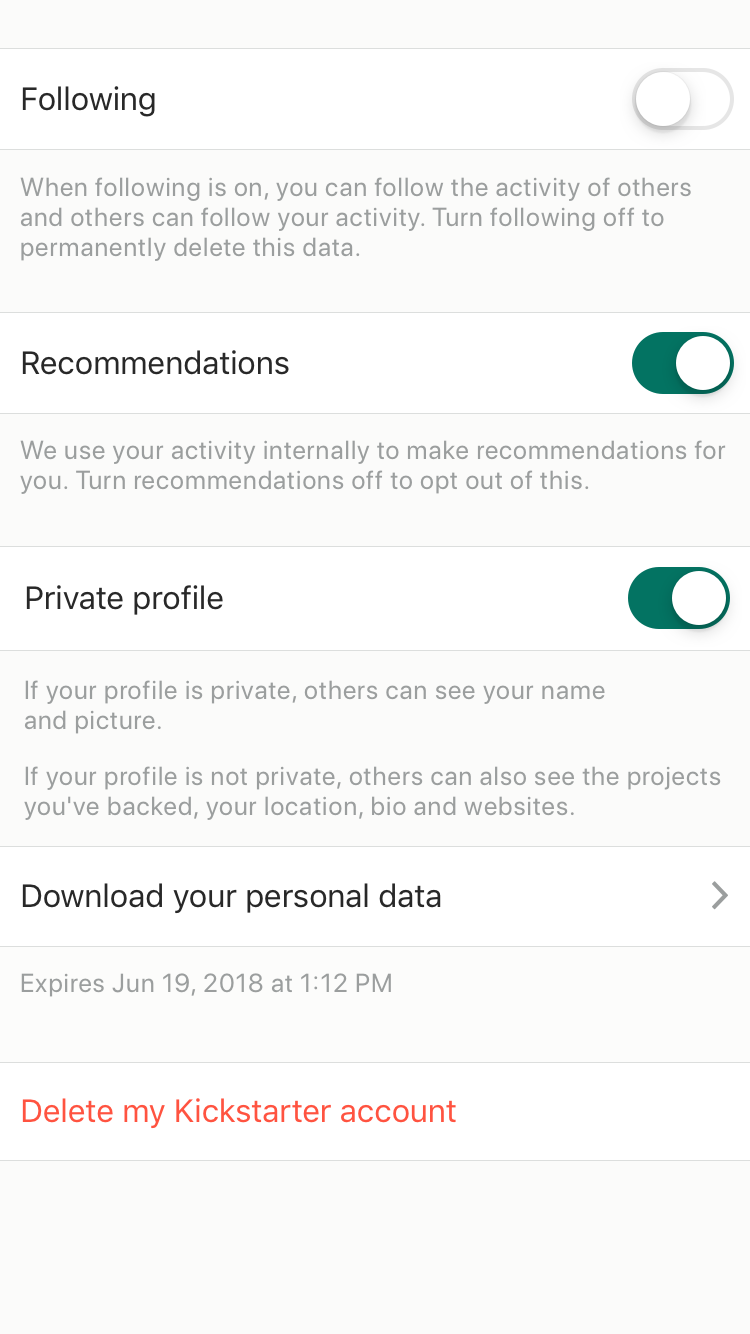 Following
When following is on, you can follow the activity of others
and others can follow your activity. Turn following off to
permanently delete this data.
Recommendations
We use your activity internally to make recommendations for
you. Turn recommendations off to opt out of this.
Private profile
If your profile is private, others can see your name
and picture.
If your profile is not private, others can also see the projects
you've backed, your location, bio and websites.
Download your personal data
Expires Jun 19, 2018 at 1:12 PM
Delete my Kickstarter account